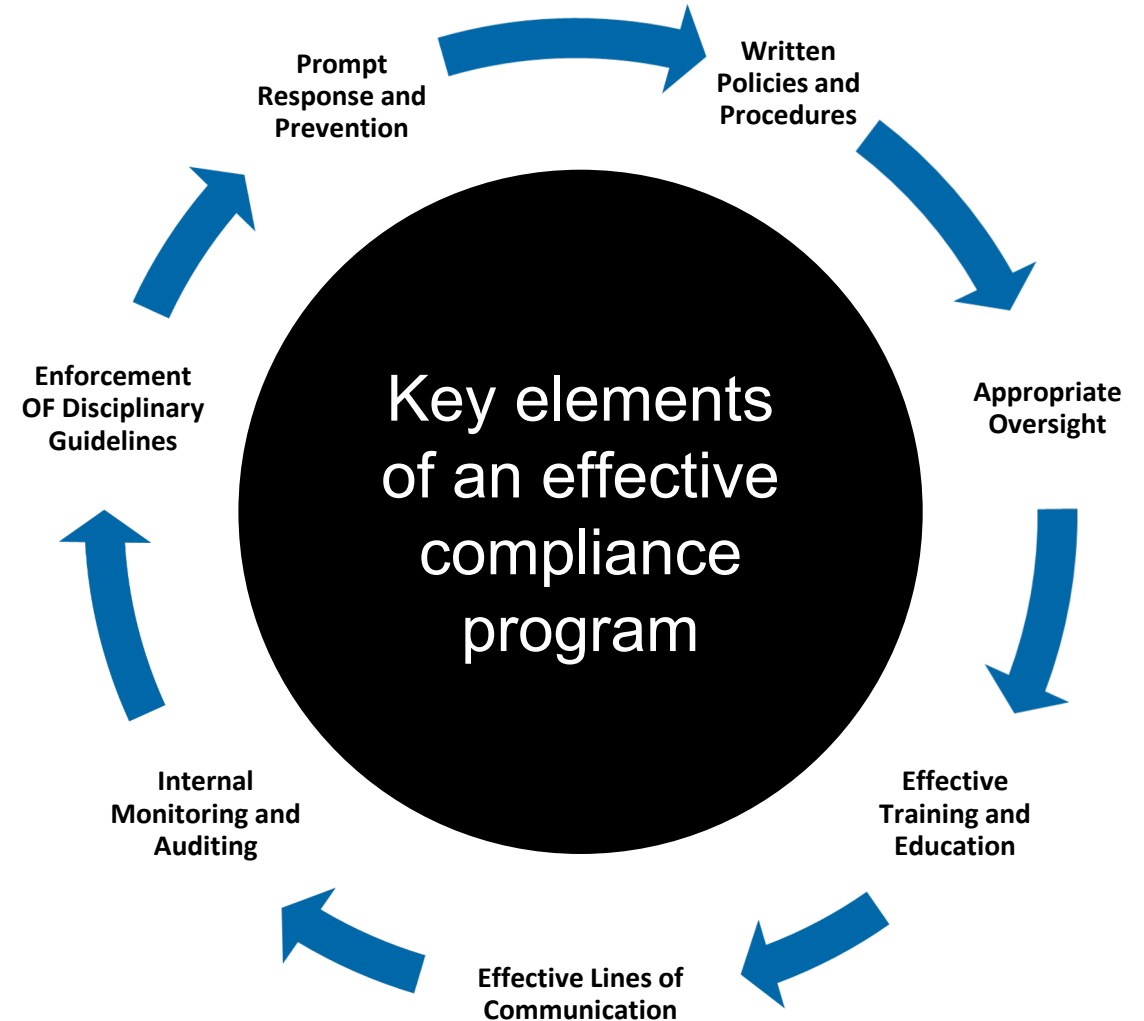 Prompt
Response and
Prevention
Written
Policies and
Procedures
Enforcement
OF Disciplinary
Guidelines
Key elements
of an effective
compliance
program
Appropriate
Oversight
Internal
Monitoring and
Auditing
Effective
Training and
Education
Effective Lines of
Communication